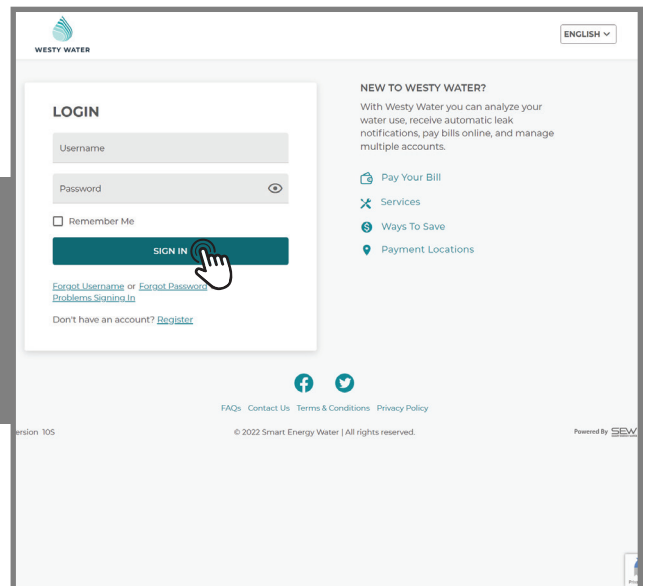 WESTY WATER
ENGLISH
LOGIN
Username
Password
Remember Me
SIGN IN
Forgot Username or Forgot Password
Problems Signing In
Don't have an account? Register
NEW TO WESTY WATER?
With Westy Water you can analyze your
water use, receive automatic leak
notifications, pay bills online, and manage
multiple accounts.
Pay Your Bill
Services
Ways To Save
Payment Locations
FAQs Contact Us Terms & Conditions Privacy Policy
ersion 10S
© 2022 Smart Energy Water | All rights reserved.
Powered By SEW